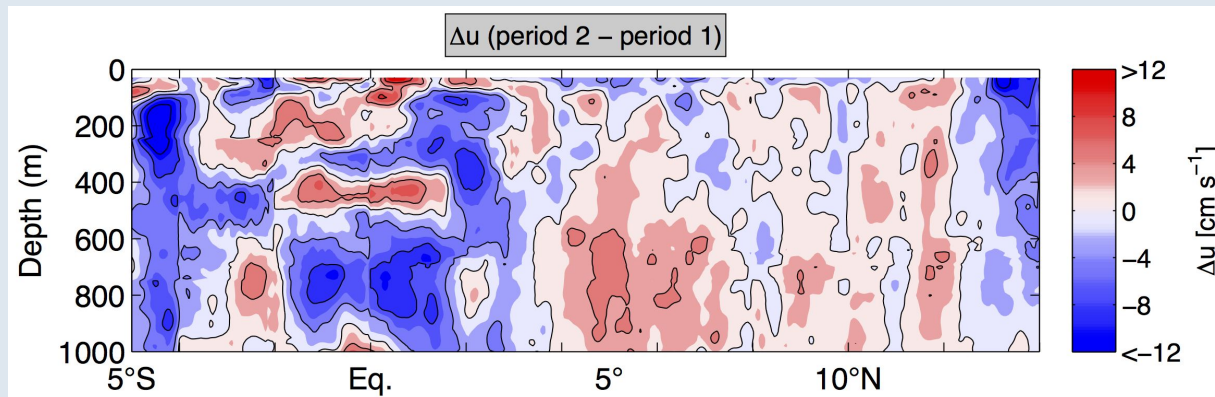 Δu (period 2 − period 1)
0
200
400
600
800
1000
Depth (m)
5°S
Eq.
5°
10°N
>12
8
4
0
−4
−8
<−12
Δu [cm s⁻¹]